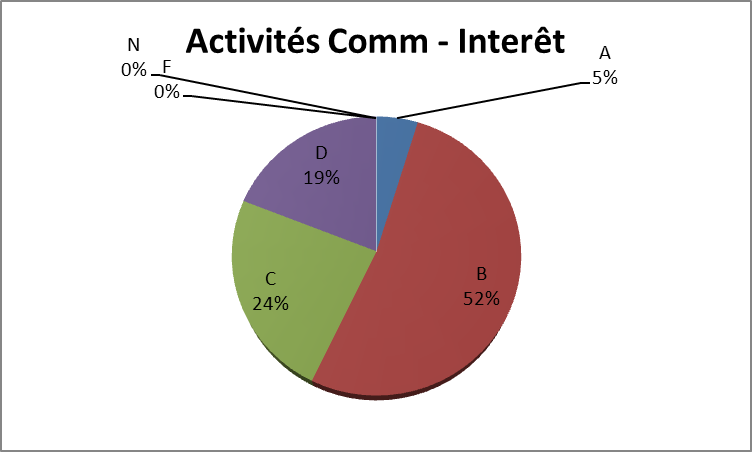 Activités Comm - Interêt
N
0%
F
0%
A
5%
D
19%
B
52%
C
24%